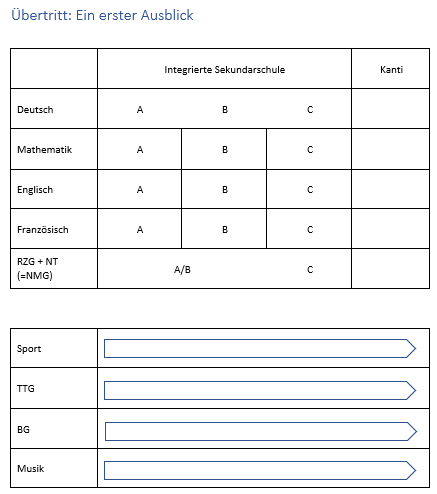 Übertritt: Ein erster Ausblick
Integrierte Sekundarschule Kanti
Deutsch A B C
Mathematik A B C
Englisch A B C
Französisch A B C
RZG + NT
(=NMG) A/B C
Sport
TTG
BG
Musik